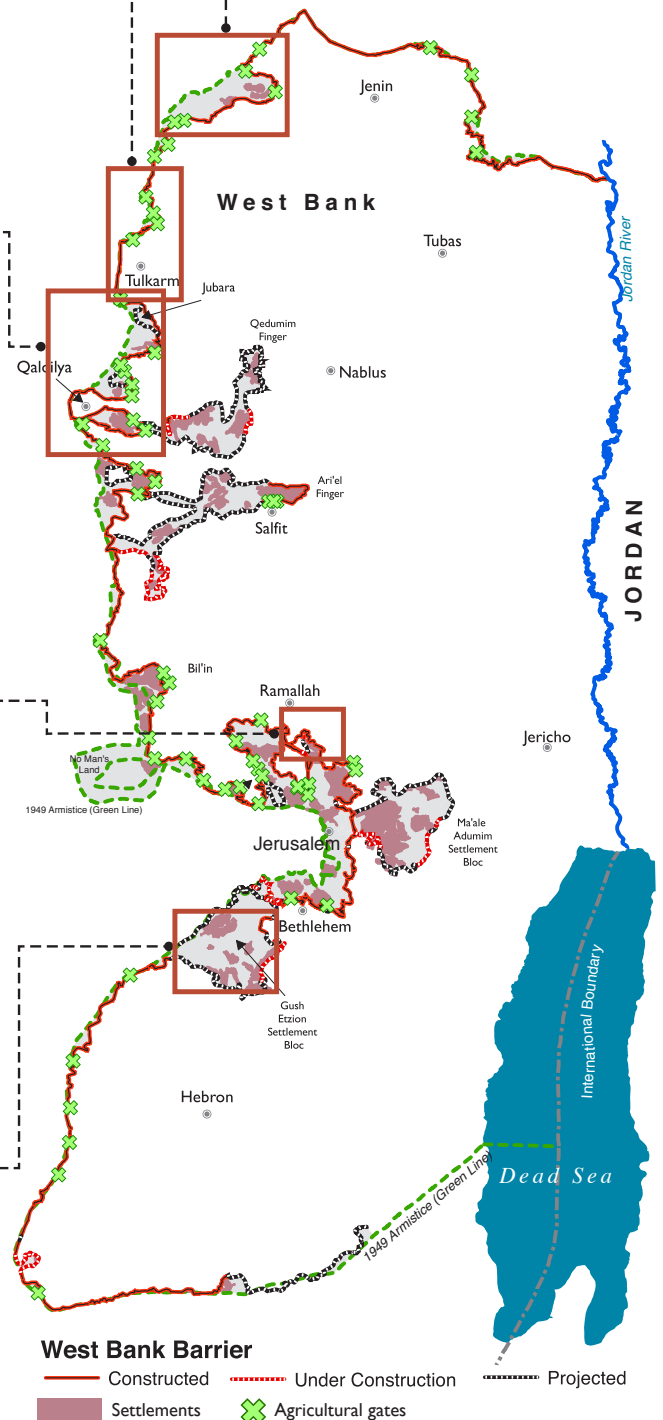 Jenin
West Bank
Jordan River
Tubas
Tulkarm
Jubara
Qedumim
Finger
Qalqilya
Nablus
Ari'el
Finger
Salfit
JORDAN
Bil'in
Ramallah
Jericho
No Man's
Land
1949 Armistice (Green Line)
Ma'ale
Adumim
Settlement
Bloc
Jerusalem
Bethlehem
Gush
Etzion
Settlement
Bloc
International Boundary
Hebron
Dead Sea
1949 Armistice (Green Line)
West Bank Barrier
Constructed
Under Construction
Projected
Settlements
Agricultural gates